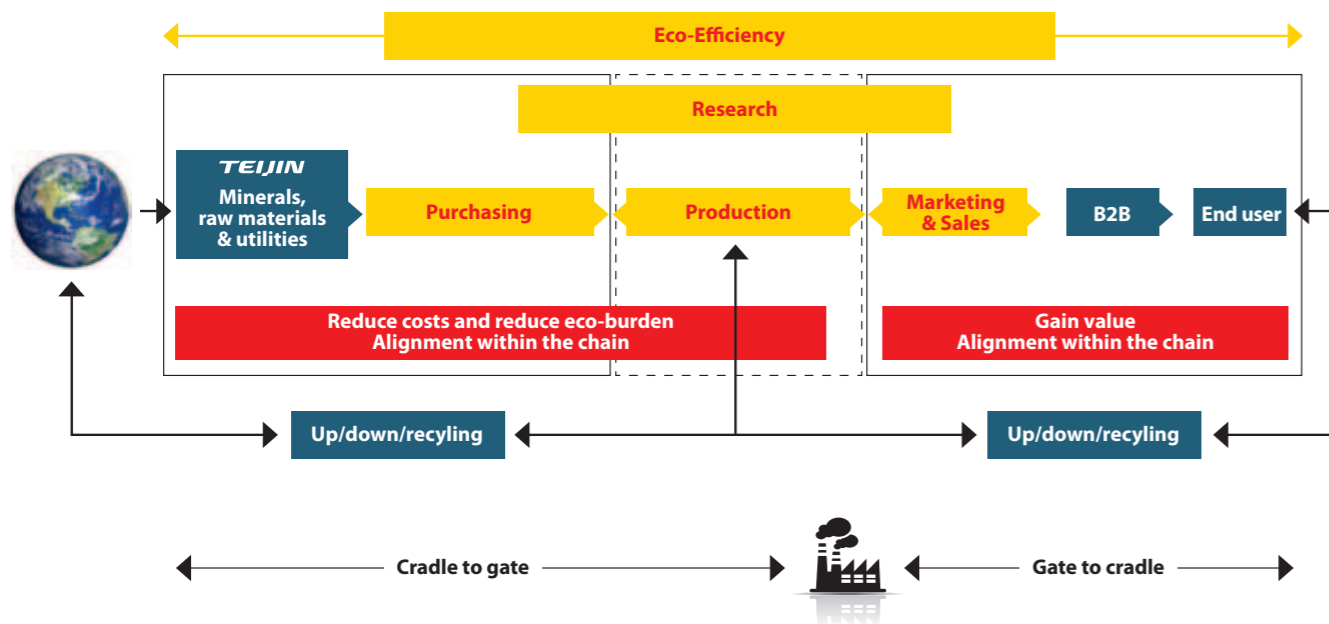 Eco-Efficiency
Research
TEIJIN
Minerals,
raw materials
& utilities
Purchasing
Production
Marketing
& Sales
B2B
End user
Reduce costs and reduce eco-burden
Alignment within the chain
Gain value
Alignment within the chain
Up/down/recyling
Up/down/recyling
Cradle to gate
Gate to cradle